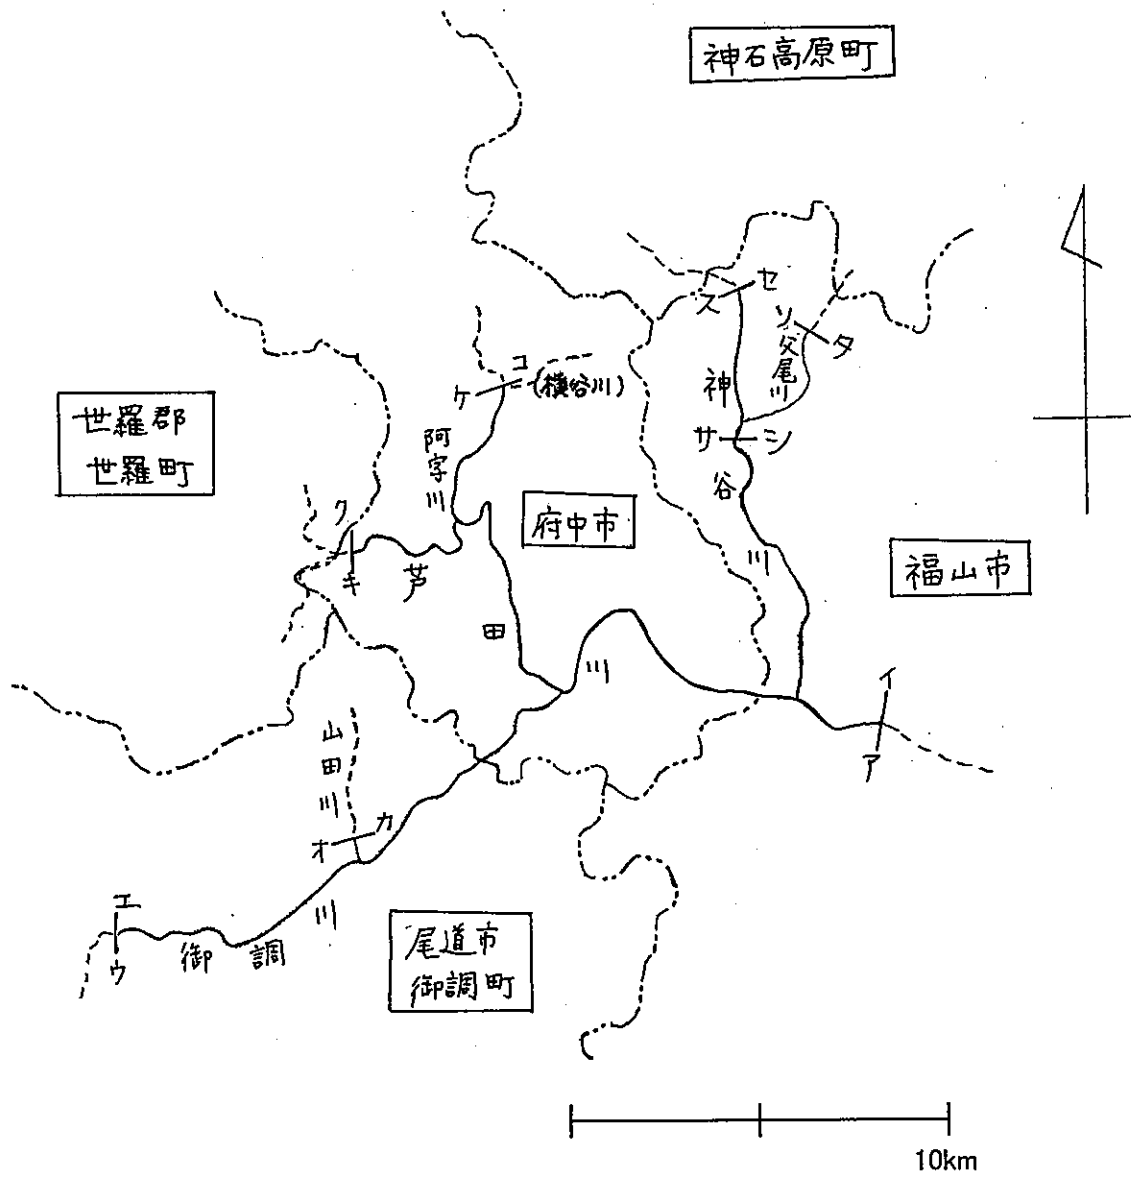 神石高原町
セ
ス
ソ
父尾川
タ
コ
(横谷川)
ケ
神
谷
川
サ
シ
世羅郡
世羅町
阿字川
府中市
ク
キ
芦
田
川
福山市
イ
ア
山田川
カ
オ
エ
ウ
御調
川
尾道市
御調町
10km